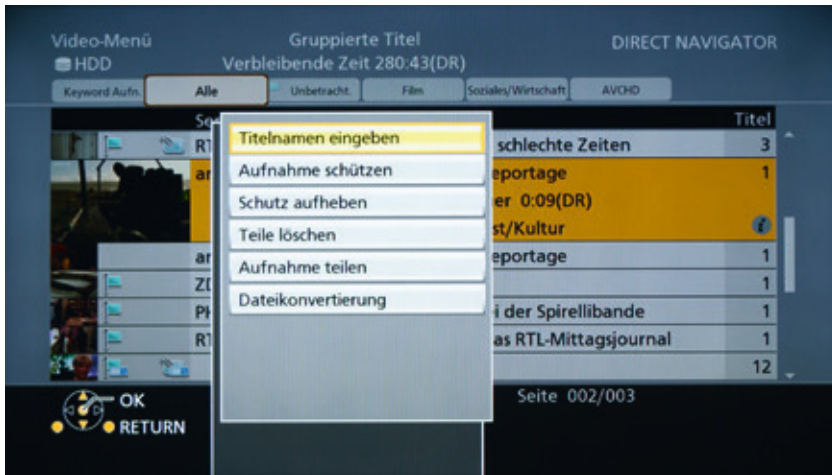 Video-Menü
Gruppierte Titel
DIRECT NAVIGATOR
HDD
Verbleibende Zeit 280:43(DR)
Keyword Aufn.
Alle
Unbetracht.
Film
Soziales/Wirtschaft
AVCHD
Titel
schlechte Zeiten
3
eportage
1
er 0:09(DR)
st/Kultur
i
eportage
1
1
i der Spirellibande
1
as RTL-Mittagsjournal
1
12
Titelnamen eingeben
Aufnahme schützen
Schutz aufheben
Teile löschen
Aufnahme teilen
Dateikonvertierung
OK
RETURN
Seite 002/003